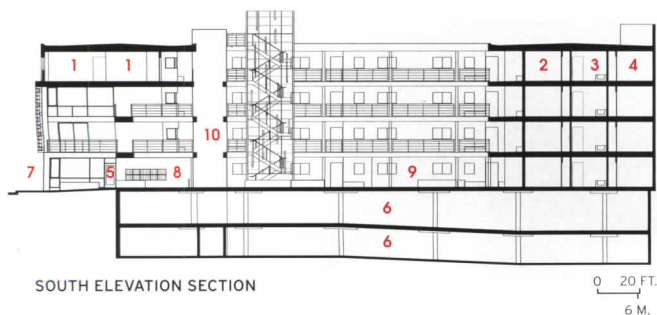 1 1 2 3 4
10
7 5 8 9
6
6
SOUTH ELEVATION SECTION
0 20 FT.
6 M.